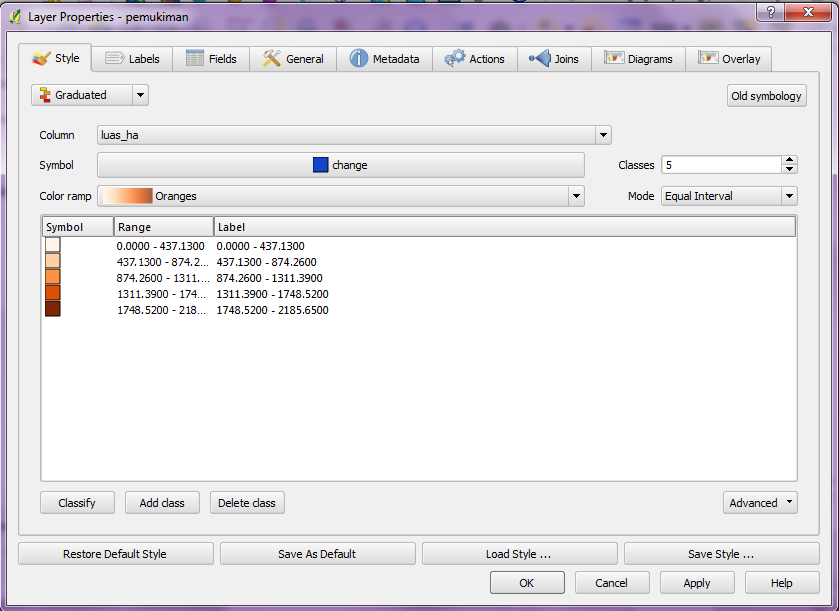 Layer Properties - pemukiman
?
Style Labels Fields General Metadata Actions Joins Diagrams Overlay
Graduated Old symbology
Column luas_ha
Symbol change Classes 5
Color ramp Oranges Mode Equal Interval
Symbol Range Label
0.0000 - 437.1300 0.0000 - 437.1300
437.1300 - 874.2... 437.1300 - 874.2600
874.2600 - 1311.... 874.2600 - 1311.3900
1311.3900 - 174... 1311.3900 - 1748.5200
1748.5200 - 218... 1748.5200 - 2185.6500
Classify Add class Delete class Advanced
Restore Default Style Save As Default Load Style ... Save Style ...
OK Cancel Apply Help